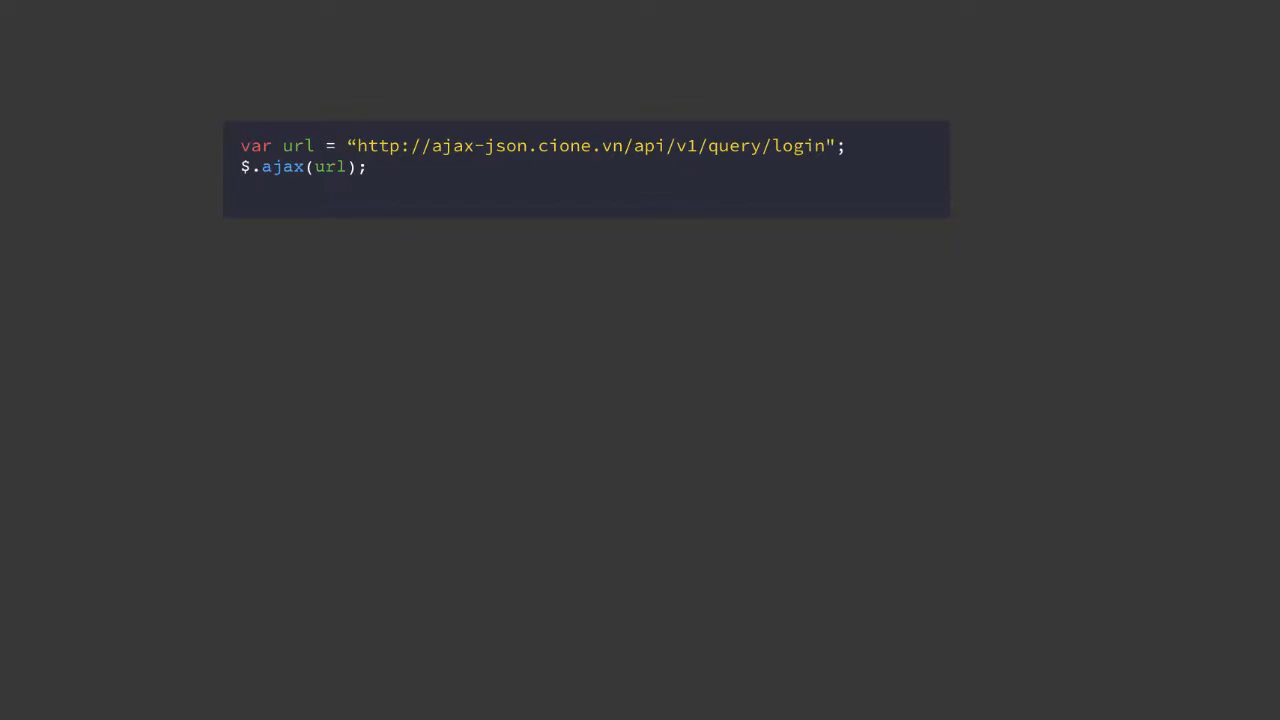 var url = “http://ajax-json.cione.vn/api/v1/query/login";
$.ajax(url);